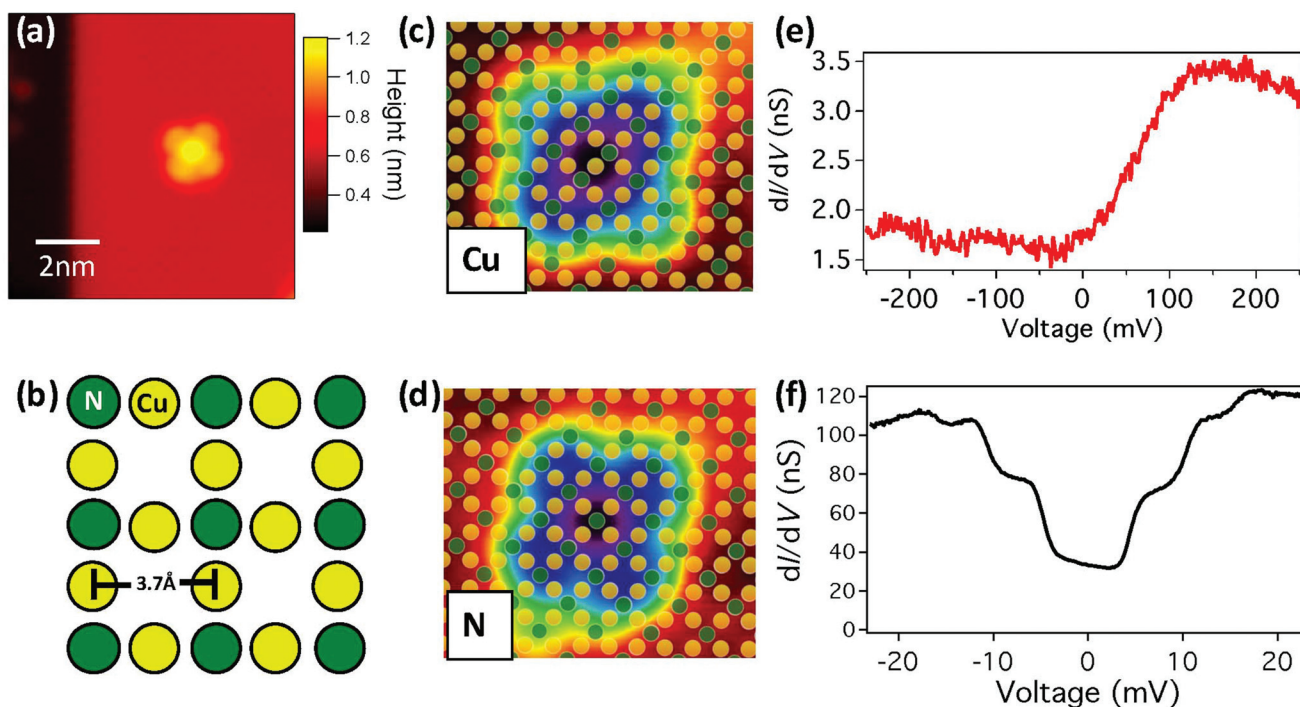 (a)
1.2
1.0
0.8
0.6
0.4
Height (nm)
2nm
(b)
N Cu
3.7Å
(c)
Cu
(d)
N
(e)
3.5
3.0
2.5
2.0
1.5
dI/dV (nS)
-200 -100 0 100 200
Voltage (mV)
(f)
120
100
80
60
40
20
0
dI/dV (nS)
-20 -10 0 10 20
Voltage (mV)